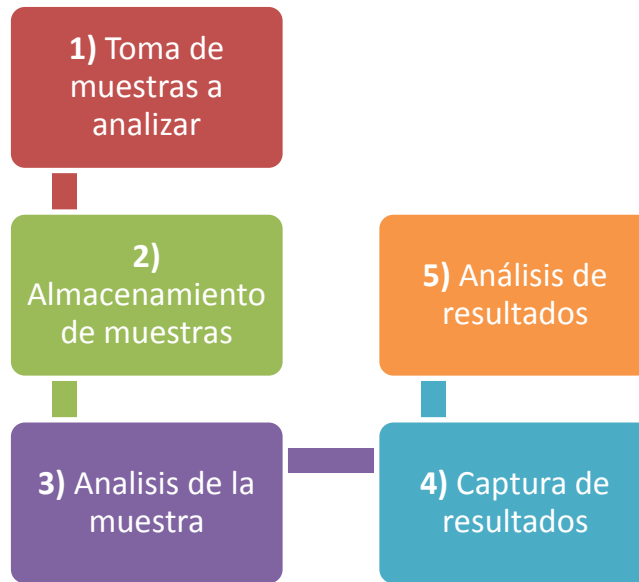 1) Toma de
muestras a
analizar
2)
Almacenamiento
de muestras
3) Analisis de la
muestra
4) Captura de
resultados
5) Análisis de
resultados